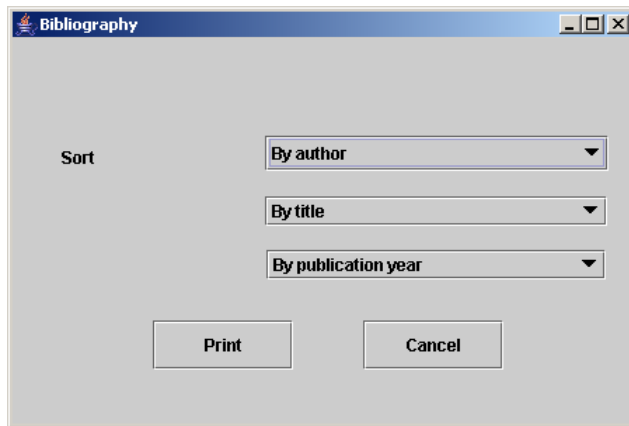 Bibliography
Sort
By author
By title
By publication year
Print
Cancel